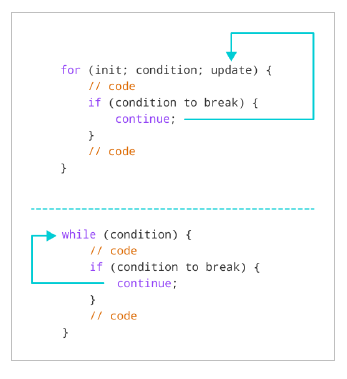 for (init; condition; update) {
// code
if (condition to break) {
continue;
}
// code
}
while (condition) {
// code
if (condition to break) {
continue;
}
// code
}